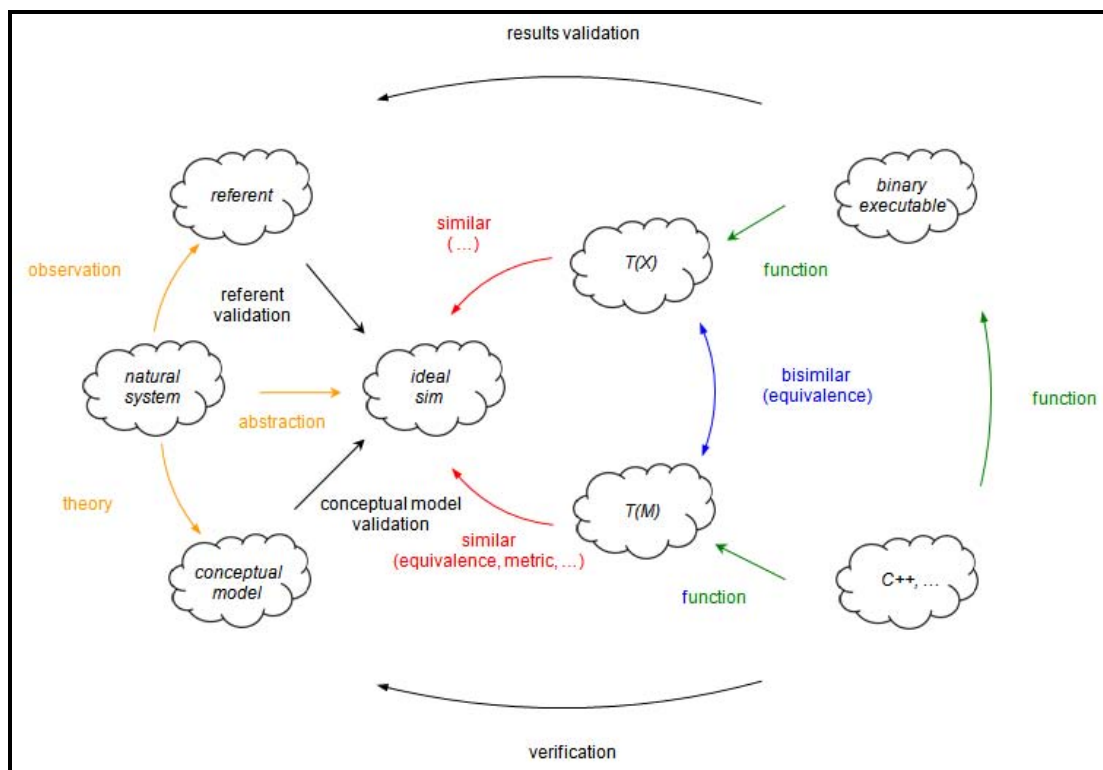 results validation
referent
binary
executable
similar
(…)
T(X)
observation
function
referent
validation
natural
system
ideal
sim
bisimilar
(equivalence)
function
abstraction
theory
conceptual model
validation
T(M)
similar
(equivalence, metric, …)
conceptual
model
function
C++, …
verification